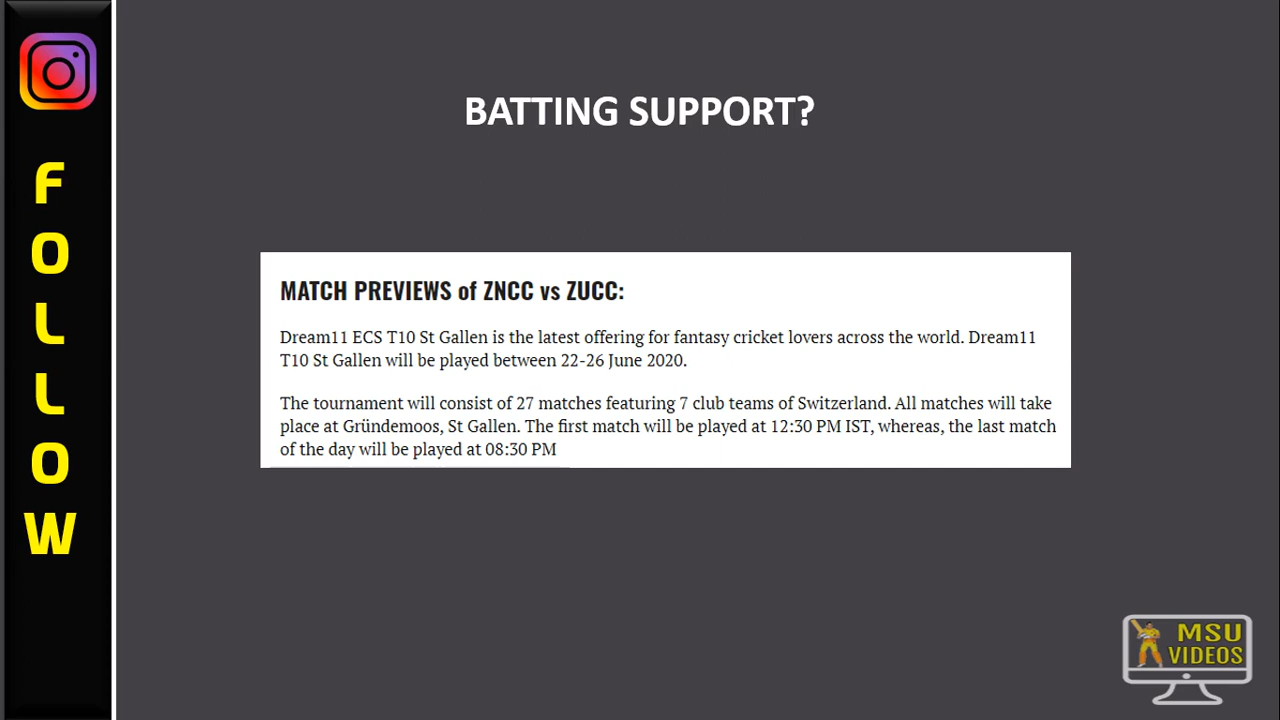 FOLLOW
BATTING SUPPORT?
MATCH PREVIEWS of ZNCC vs ZUCC:
Dream11 ECS T10 St Gallen is the latest offering for fantasy cricket lovers across the world. Dream11
T10 St Gallen will be played between 22-26 June 2020.
The tournament will consist of 27 matches featuring 7 club teams of Switzerland. All matches will take
place at Gründemoos, St Gallen. The first match will be played at 12:30 PM IST, whereas, the last match
of the day will be played at 08:30 PM
MSU
VIDEOS